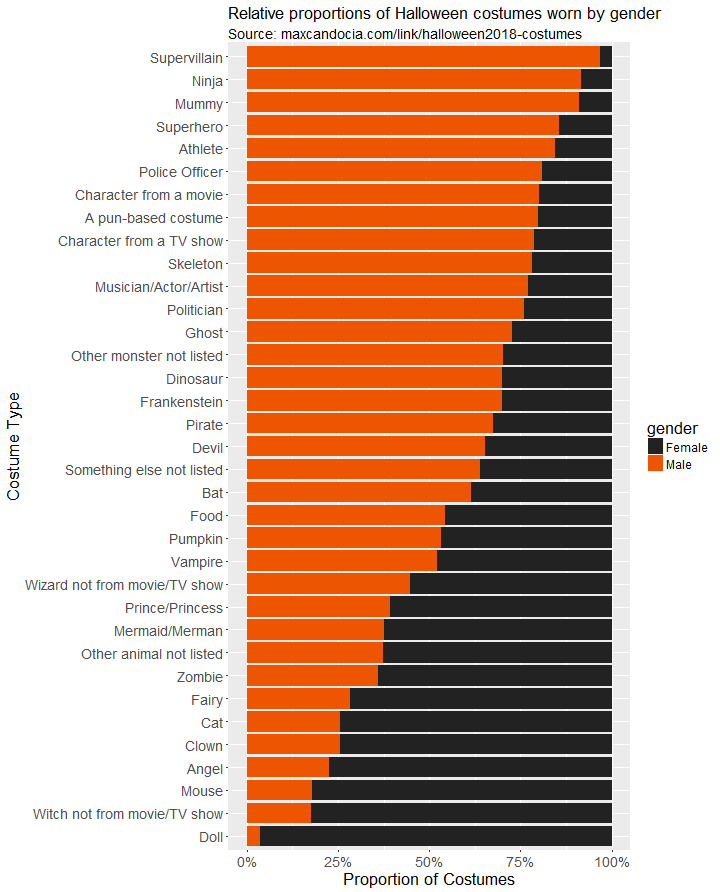 Relative proportions of Halloween costumes worn by gender
Source: maxcandocia.com/link/halloween2018-costumes
Costume Type
Supervillain
Ninja
Mummy
Superhero
Athlete
Police Officer
Character from a movie
A pun-based costume
Character from a TV show
Skeleton
Musician/Actor/Artist
Politician
Ghost
Other monster not listed
Dinosaur
Frankenstein
Pirate
Devil
Something else not listed
Bat
Food
Pumpkin
Vampire
Wizard not from movie/TV show
Prince/Princess
Mermaid/Merman
Other animal not listed
Zombie
Fairy
Cat
Clown
Angel
Mouse
Witch not from movie/TV show
Doll
0% 25% 50% 75% 100%
Proportion of Costumes
gender
Female
Male